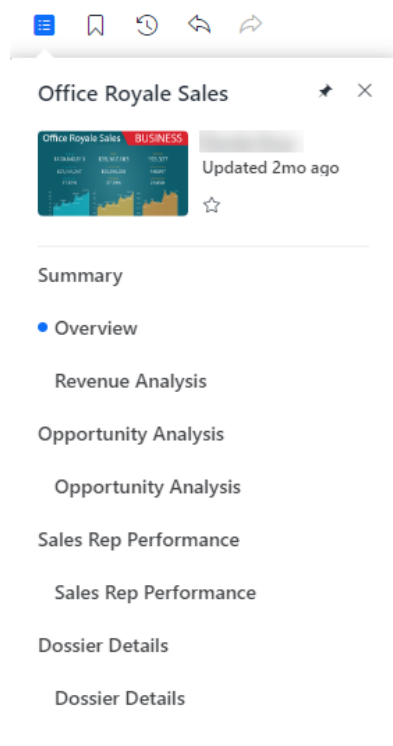 Office Royale Sales
Office Royale Sales BUSINESS
Updated 2mo ago
Summary
Overview
Revenue Analysis
Opportunity Analysis
Opportunity Analysis
Sales Rep Performance
Sales Rep Performance
Dossier Details
Dossier Details